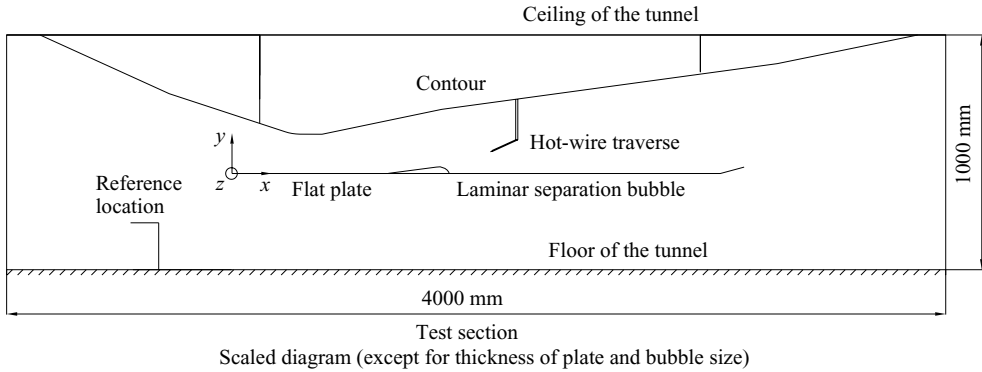 Ceiling of the tunnel
Contour
Hot-wire traverse
y
z
x
Flat plate
Laminar separation bubble
Reference
location
Floor of the tunnel
1000 mm
4000 mm
Test section
Scaled diagram (except for thickness of plate and bubble size)